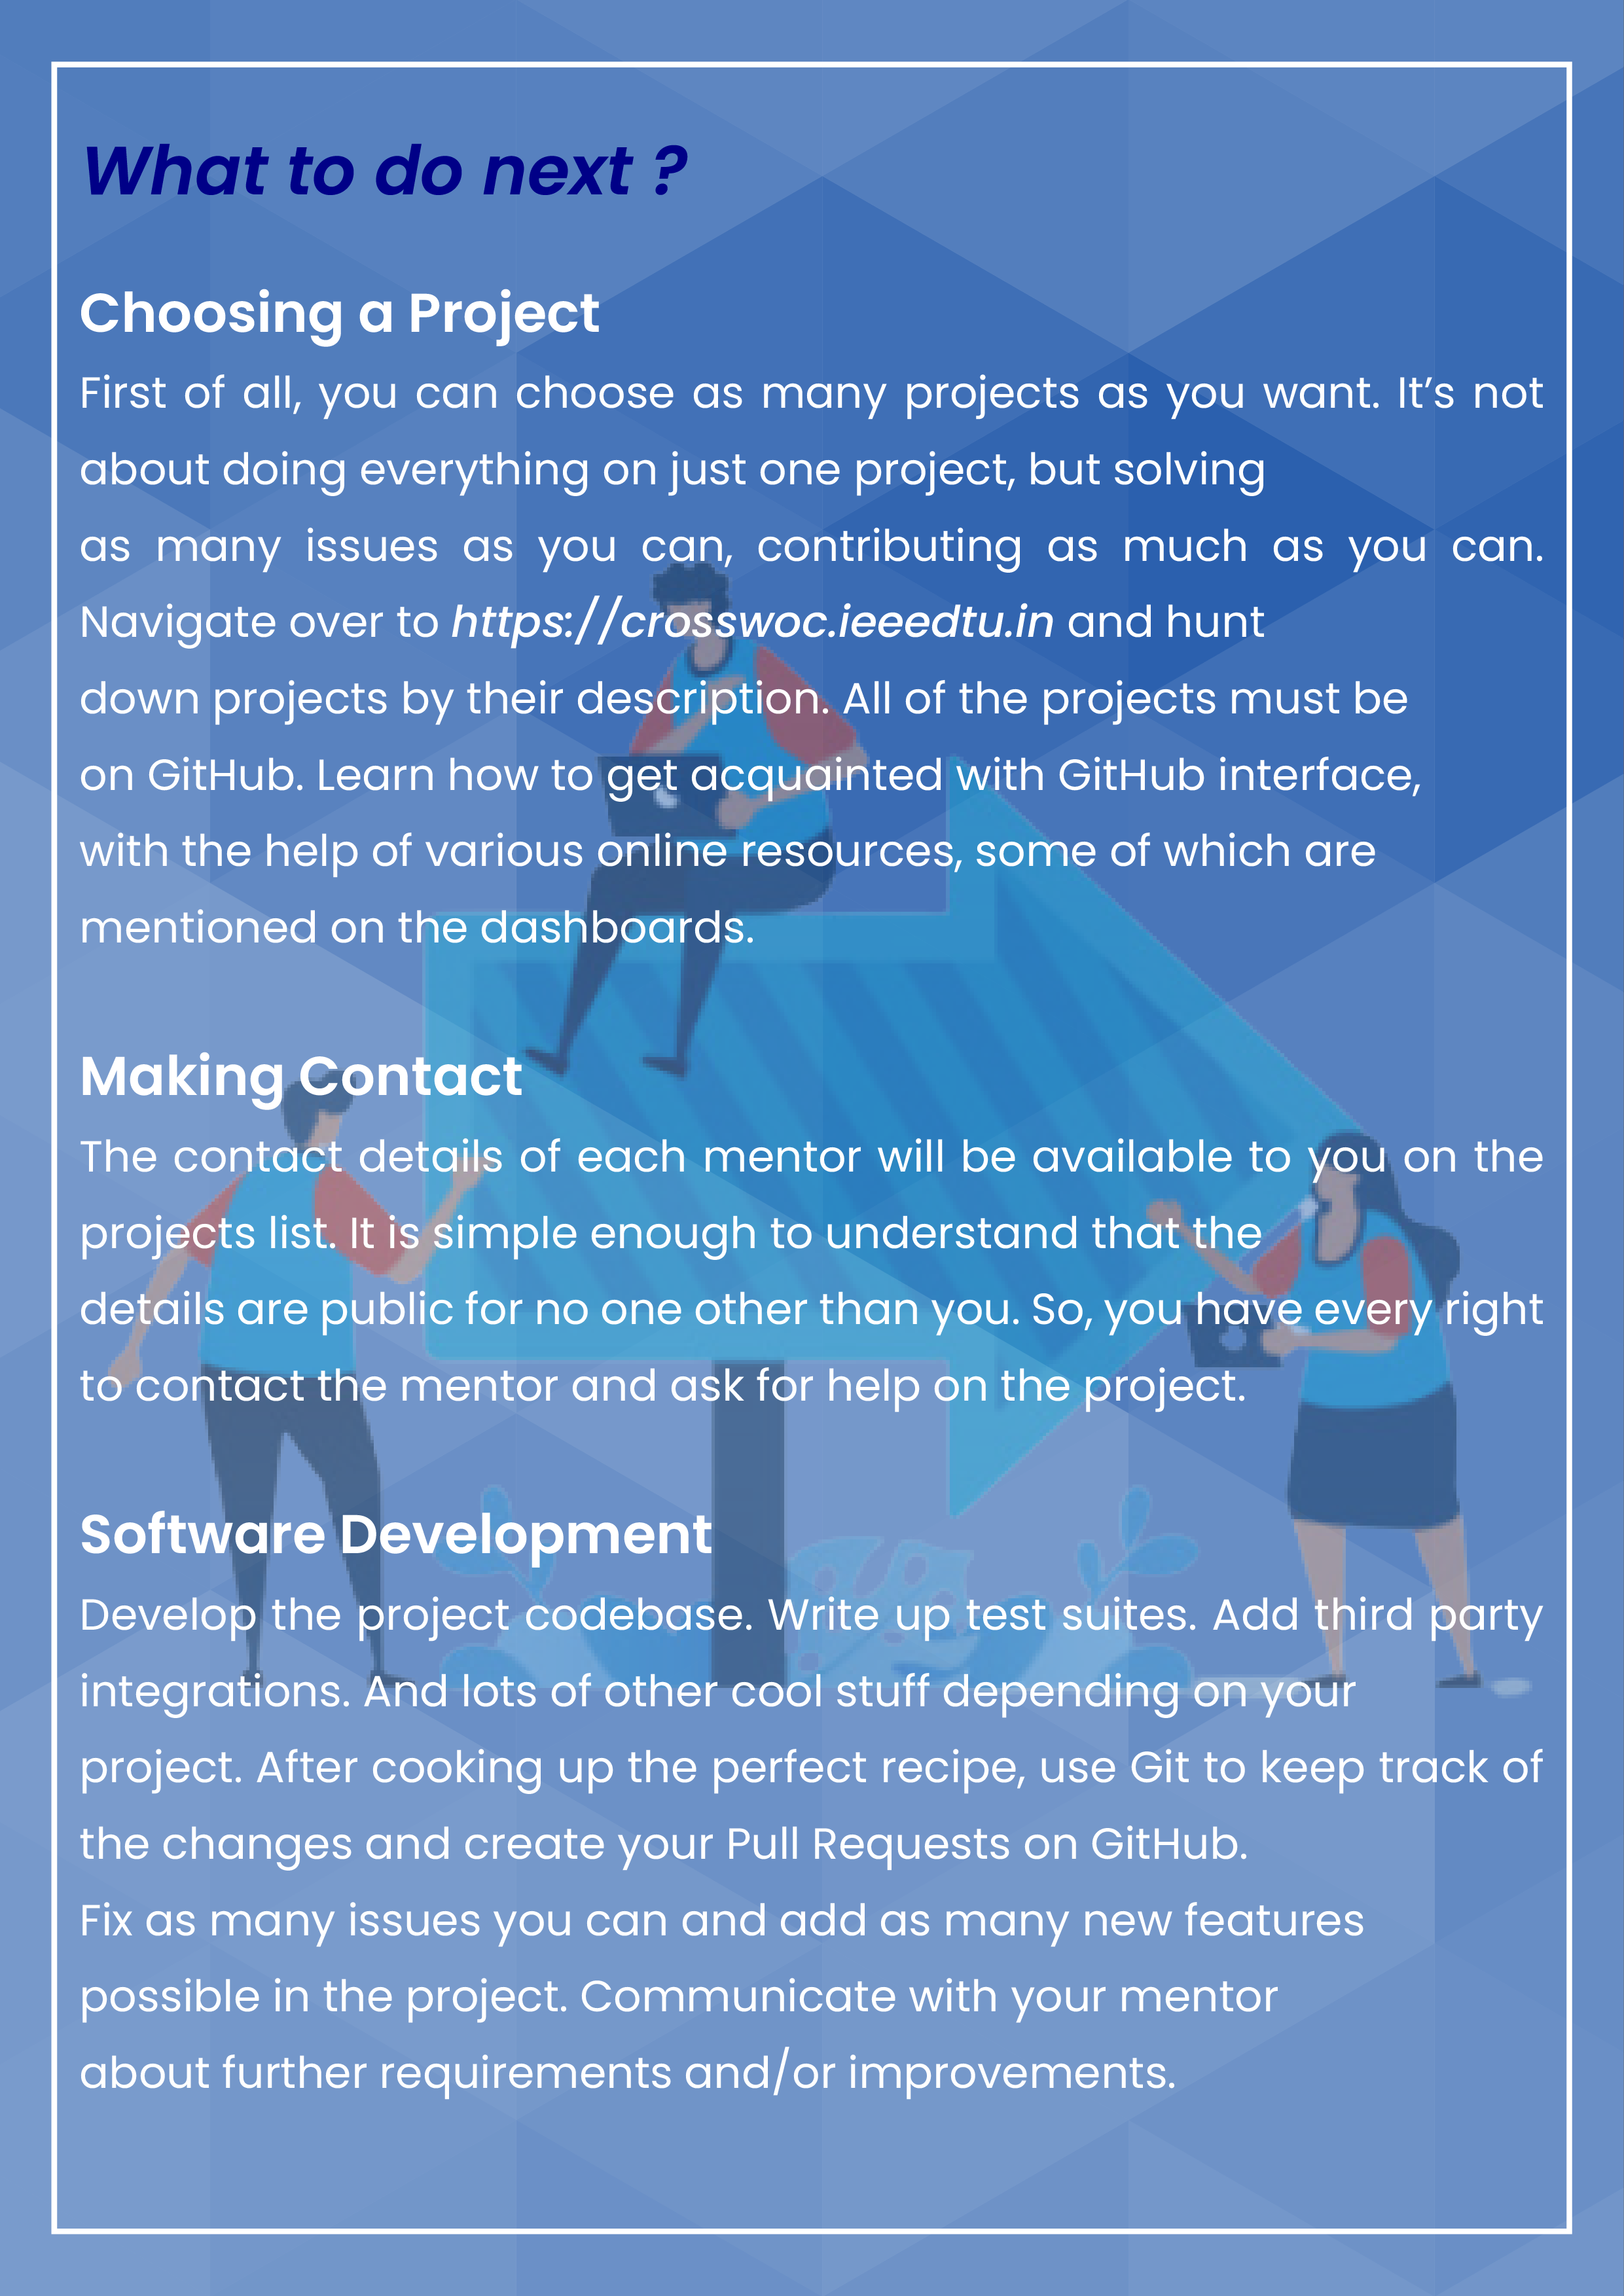 What to do next ?
Choosing a Project
First of all, you can choose as many projects as you want. It’s not
about doing everything on just one project, but solving
as many issues as you can, contributing as much as you can.
Navigate over to https://crosswoc.ieeedtu.in and hunt
down projects by their description. All of the projects must be
on GitHub. Learn how to get acquainted with GitHub interface,
with the help of various online resources, some of which are
mentioned on the dashboards.
Making Contact
The contact details of each mentor will be available to you on the
projects list. It is simple enough to understand that the
details are public for no one other than you. So, you have every right
to contact the mentor and ask for help on the project.
Software Development
Develop the project codebase. Write up test suites. Add third party
integrations. And lots of other cool stuff depending on your
project. After cooking up the perfect recipe, use Git to keep track of
the changes and create your Pull Requests on GitHub.
Fix as many issues you can and add as many new features
possible in the project. Communicate with your mentor
about further requirements and/or improvements.